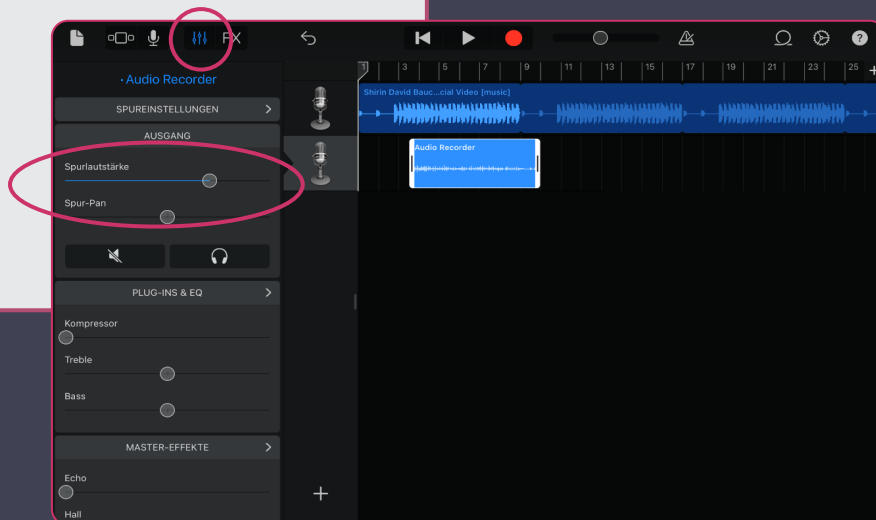 FX
1 3 5 7 9 11 13 15 17 19 21 23 25 +
• Audio Recorder
SPUREINSTELLUNGEN
AUSGANG
Spurlautstärke
Spur-Pan
PLUG-INS & EQ
Kompressor
Treble
Bass
MASTER-EFFEKTE
Echo
Hall
Shirin David Bauc...cial Video [music]
Audio Recorder
+
?